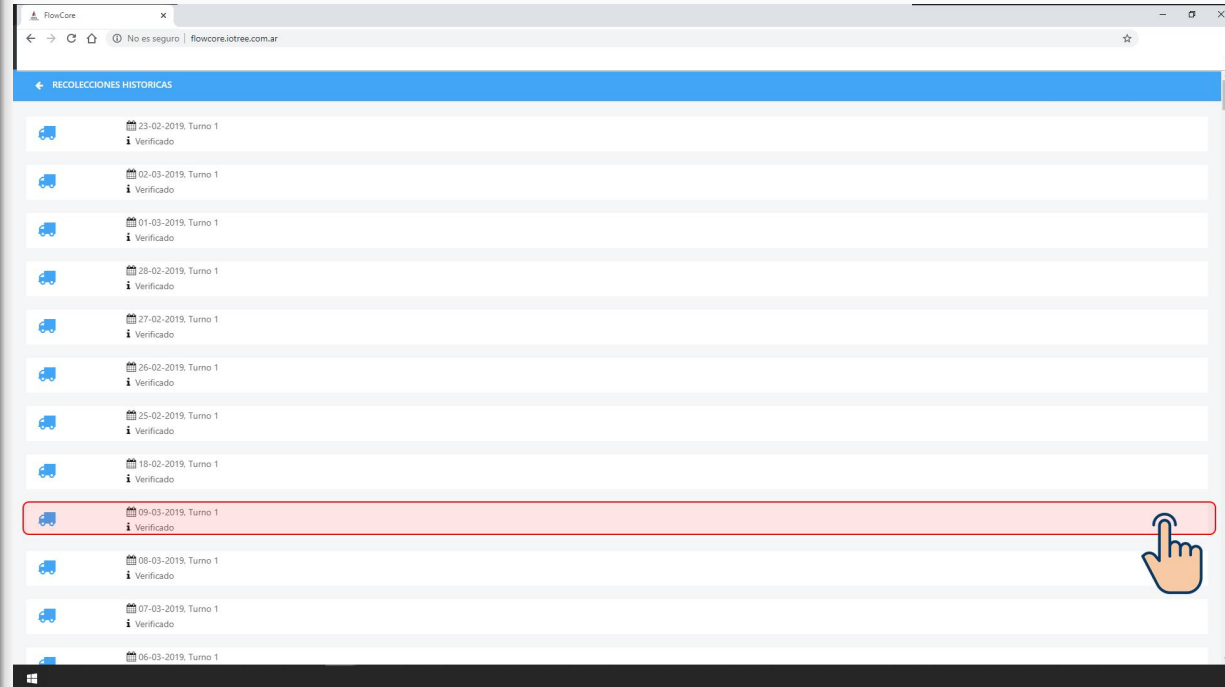 FlowCore
No es seguro | flowcore.iotree.com.ar
RECOLECCIONES HISTORICAS
23-02-2019, Turno 1
Verificado
02-03-2019, Turno 1
Verificado
01-03-2019, Turno 1
Verificado
28-02-2019, Turno 1
Verificado
27-02-2019, Turno 1
Verificado
26-02-2019, Turno 1
Verificado
25-02-2019, Turno 1
Verificado
18-02-2019, Turno 1
Verificado
09-03-2019, Turno 1
Verificado
08-03-2019, Turno 1
Verificado
07-03-2019, Turno 1
Verificado
06-03-2019, Turno 1